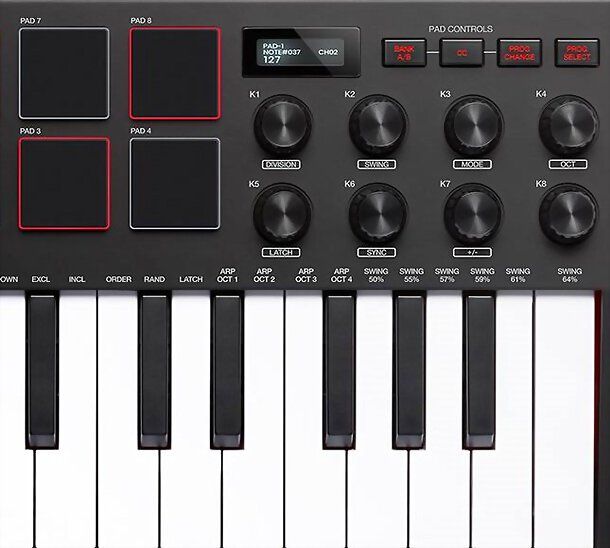 PAD 7
PAD 8
PAD-1
NOTE#037 CH02
127
PAD CONTROLS
BANK
A/B
CC
PROG
CHANGE
PROG
SELECT
K1
K2
K3
K4
DIVISION
SWING
MODE
OCT
PAD 3
PAD 4
K5
K6
K7
K8
LATCH
SYNC
+/-
OWN EXCL INCL ORDER RAND LATCH
ARP
OCT 1
ARP
OCT 2
ARP
OCT 3
ARP
OCT 4
SWING
50%
SWING
55%
SWING
57%
SWING
59%
SWING
61%
SWING
64%